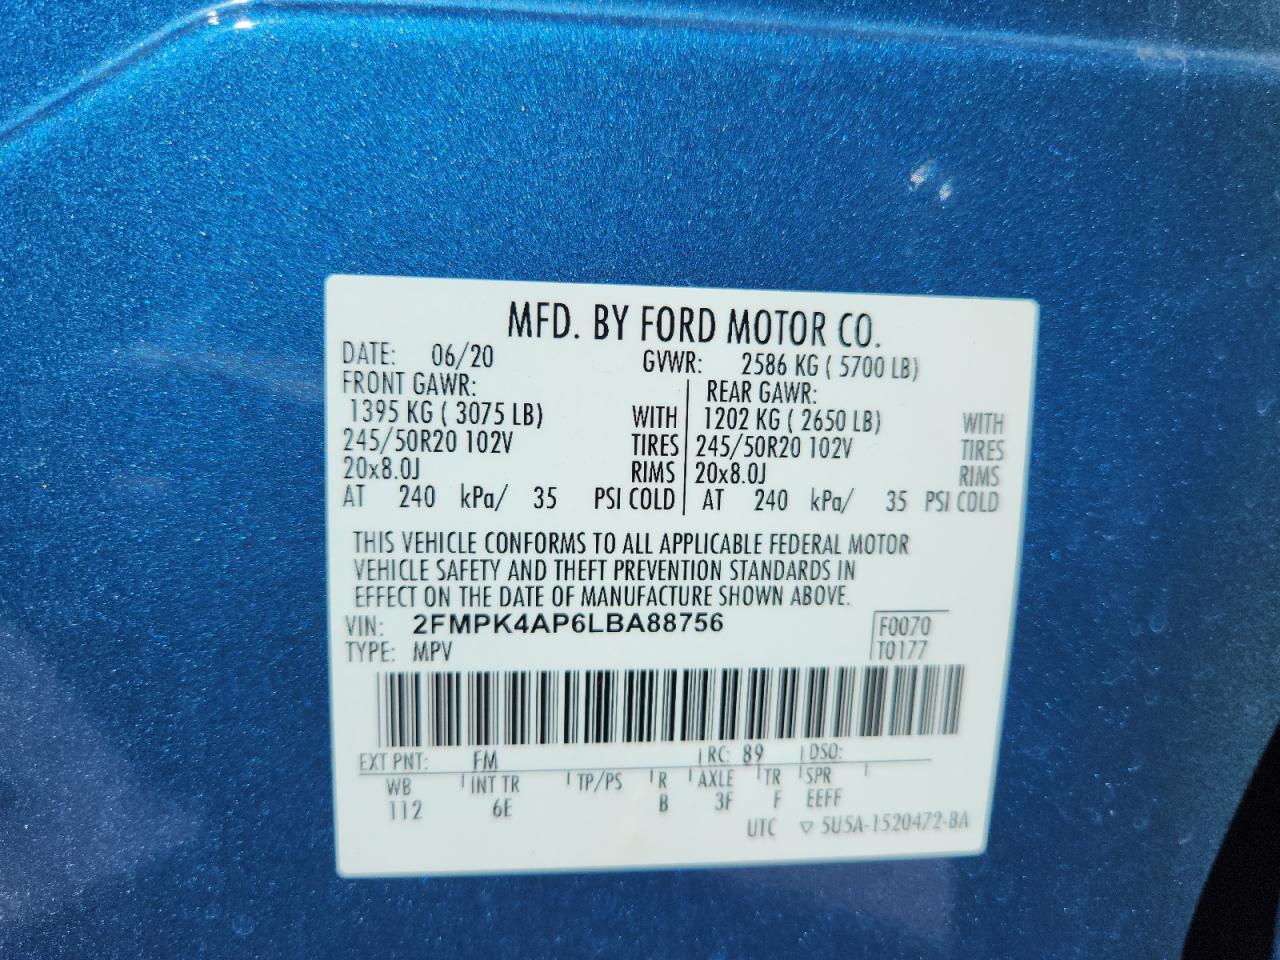 MFD. BY FORD MOTOR CO.
DATE: 06/20 GVWR: 2586 KG ( 5700 LB)
FRONT GAWR: REAR GAWR:
1395 KG ( 3075 LB) WITH 1202 KG ( 2650 LB) WITH
245/50R20 102V TIRES 245/50R20 102V TIRES
20x8.0J RIMS 20x8.0J RIMS
AT 240 kPa/ 35 PSI COLD AT 240 kPa/ 35 PSI COLD
THIS VEHICLE CONFORMS TO ALL APPLICABLE FEDERAL MOTOR
VEHICLE SAFETY AND THEFT PREVENTION STANDARDS IN
EFFECT ON THE DATE OF MANUFACTURE SHOWN ABOVE.
VIN: 2FMPK4AP6LBA88756 F0070
TYPE: MPV T0177
EXT PNT: FM RC: 89 DSO:
WB INT TR TP/PS R AXLE TR SPR
112 6E B 3F F EEFF
UTC ▽ 5U5A-1520472-BA